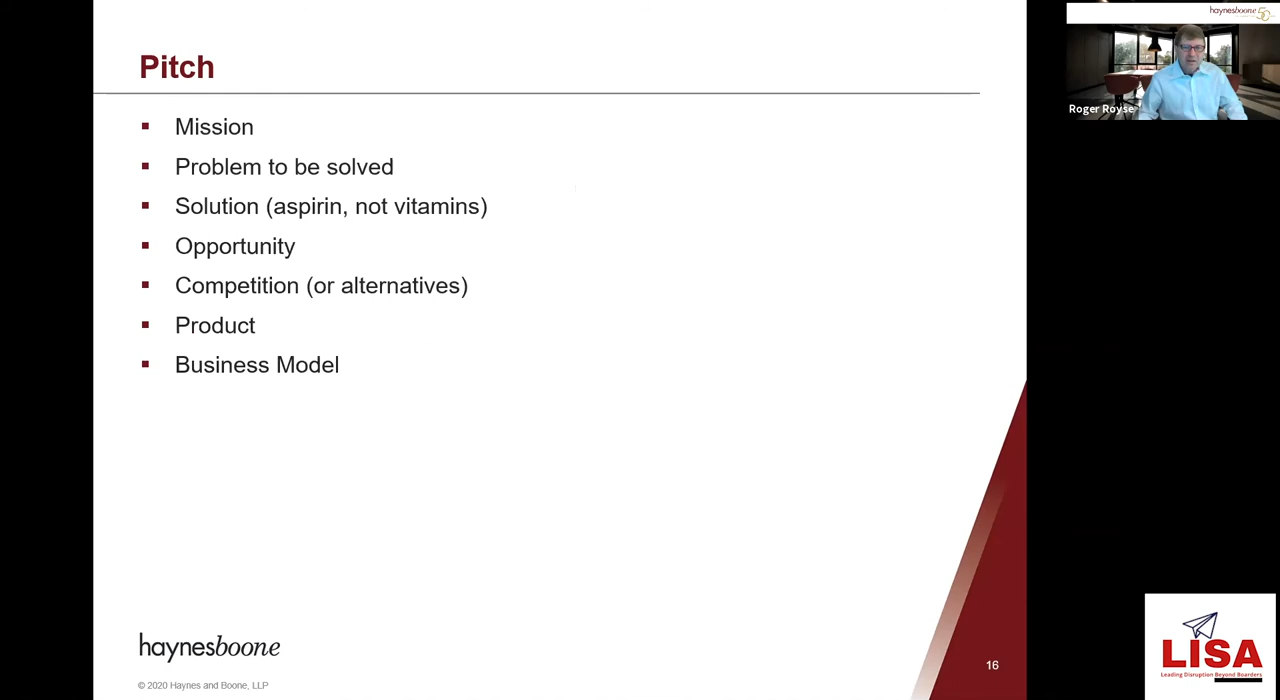 Pitch
Mission
Problem to be solved
Solution (aspirin, not vitamins)
Opportunity
Competition (or alternatives)
Product
Business Model
haynesboone
© 2020 Haynes and Boone, LLP
16
haynesboone 50
Roger Royse
LISA
Leading Disruption Beyond Boarders